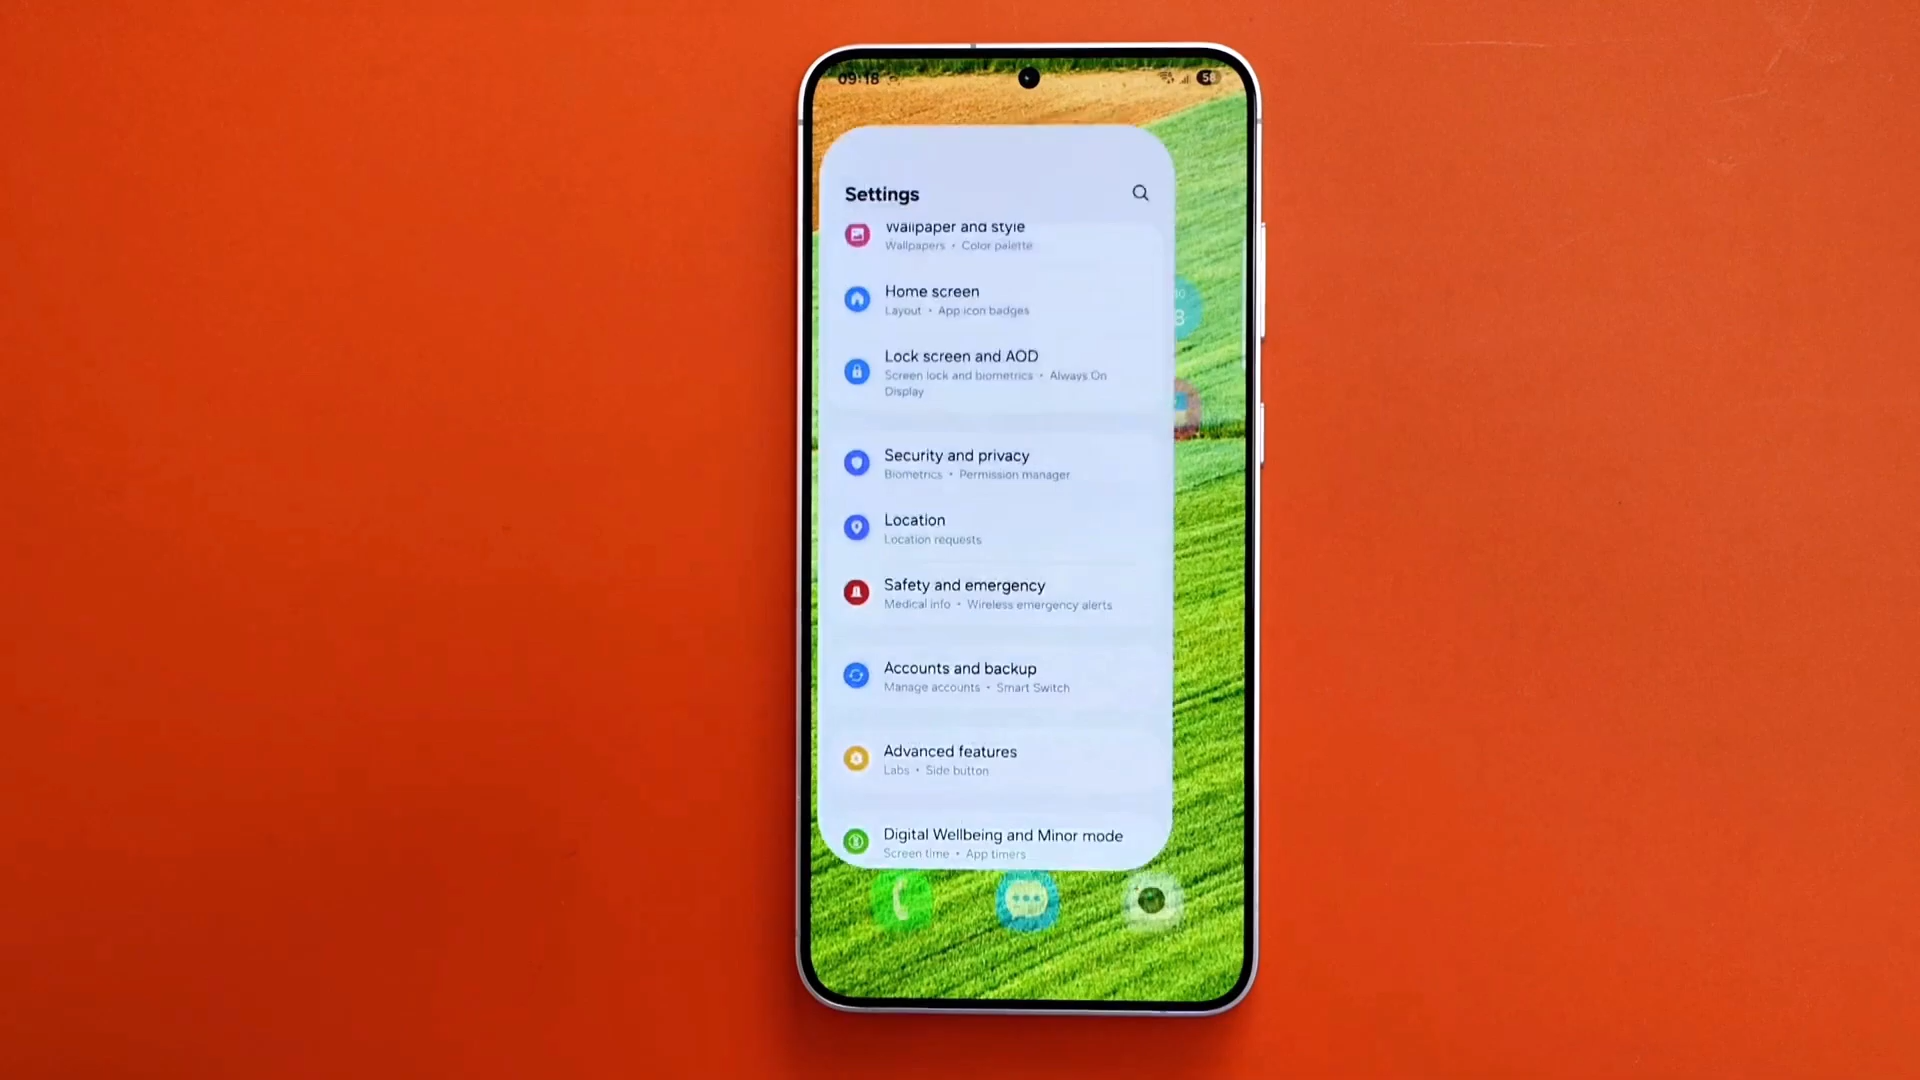 09:18
58
Settings
Wallpaper and style
Wallpapers • Color palette
Home screen
Layout • App icon badges
Lock screen and AOD
Screen lock and biometrics • Always On
Display
Security and privacy
Biometrics • Permission manager
Location
Location requests
Safety and emergency
Medical info • Wireless emergency alerts
Accounts and backup
Manage accounts • Smart Switch
Advanced features
Labs • Side button
Digital Wellbeing and Minor mode
Screen time • App timers